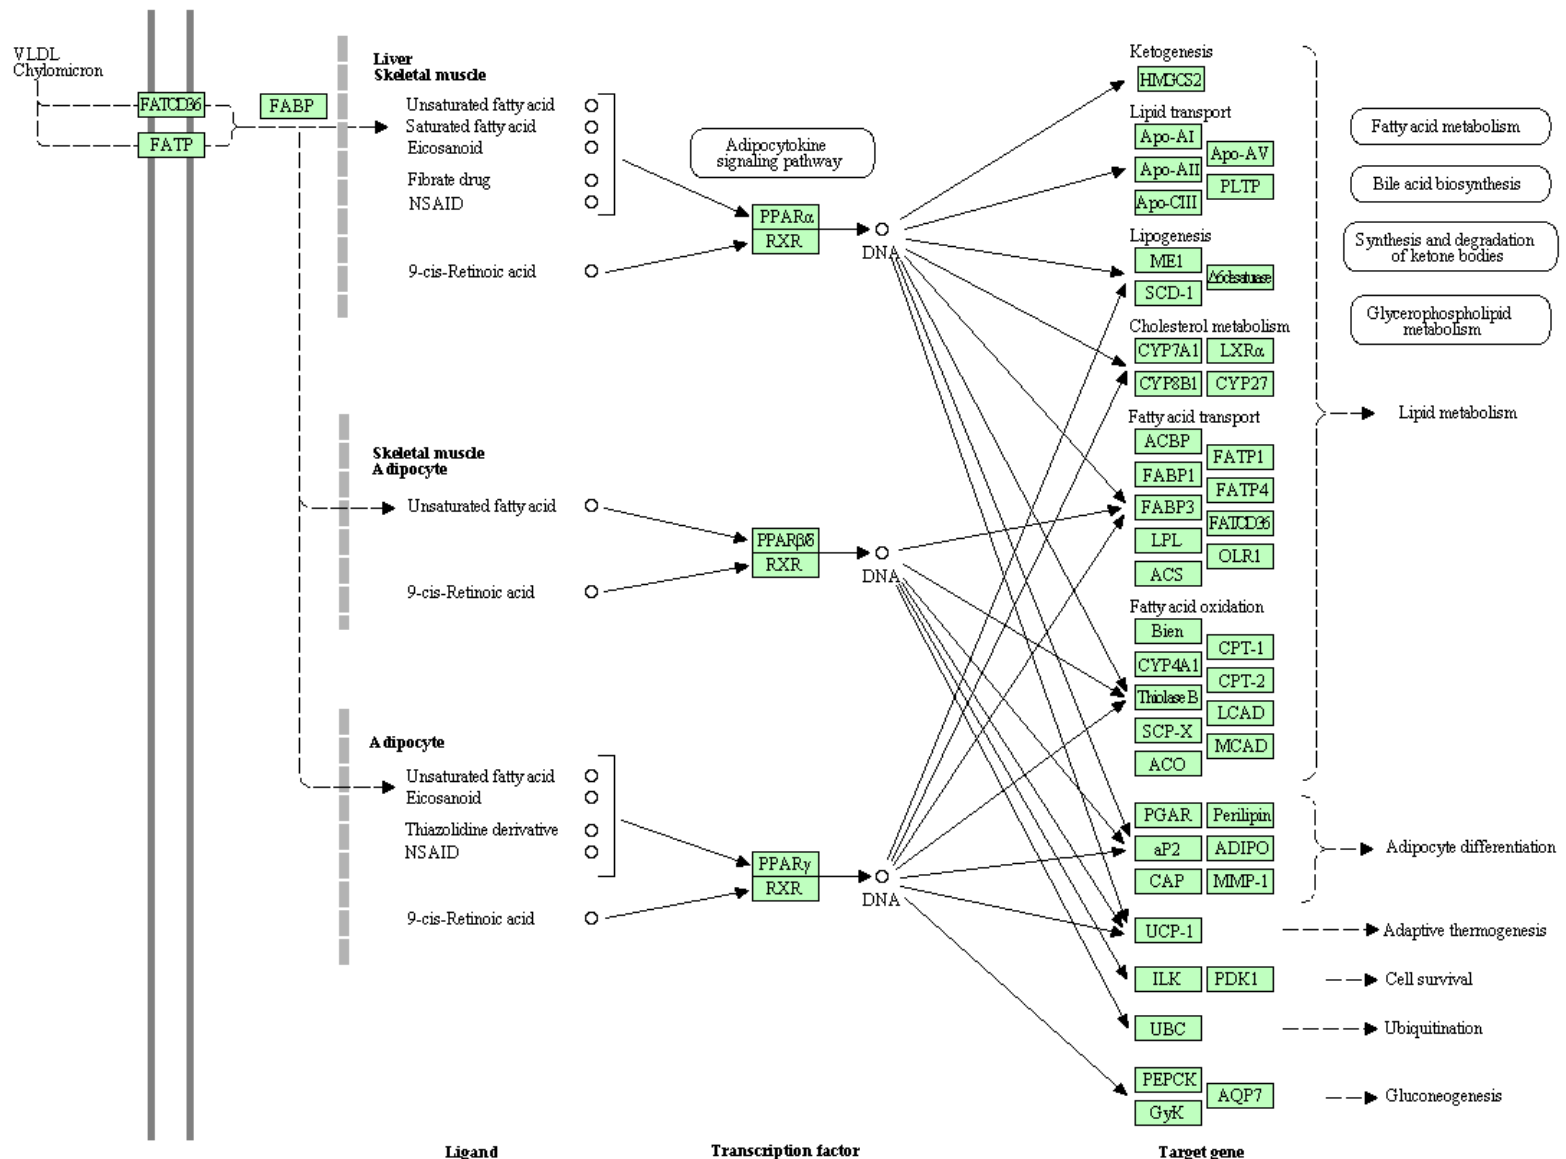 VLDL
Chylomicron
FATCD36
FATP
FABP
Liver
Skeletal muscle
Unsaturated fatty acid
Saturated fatty acid
Eicosanoid
Fibrate drug
NSAID
9-cis-Retinoic acid
Adipocytokine
signaling pathway
PPARα
RXR
DNA
Skeletal muscle
Adipocyte
Unsaturated fatty acid
9-cis-Retinoic acid
PPARβ/δ
RXR
DNA
Adipocyte
Unsaturated fatty acid
Eicosanoid
Thiazolidine derivative
NSAID
9-cis-Retinoic acid
PPARγ
RXR
DNA
Ketogenesis
HMGCS2
Lipid transport
Apo-AI
Apo-AV
Apo-AII
PLTP
Apo-CIII
Lipogenesis
ME1
Δ6desatuase
SCD-1
Cholesterol metabolism
CYP7A1 LXRα
CYP8B1 CYP27
Fatty acid transport
ACBP
FATP1
FABP1
FATP4
FABP3
FATCD36
LPL
OLR1
ACS
Fatty acid oxidation
Bien
CPT-1
CYP4A1
CPT-2
Thiolase B
LCAD
SCP-X
MCAD
ACO
PGAR Perilipin
aP2 ADIPO
CAP MMP-1
UCP-1
ILK PDK1
UBC
PEPCK
AQP7
GyK
Fatty acid metabolism
Bile acid biosynthesis
Synthesis and degradation
of ketone bodies
Glycerophospholipid
metabolism
Lipid metabolism
Adipocyte differentiation
Adaptive thermogenesis
Cell survival
Ubiquitination
Gluconeogenesis
Ligand
Transcription factor
Target gene